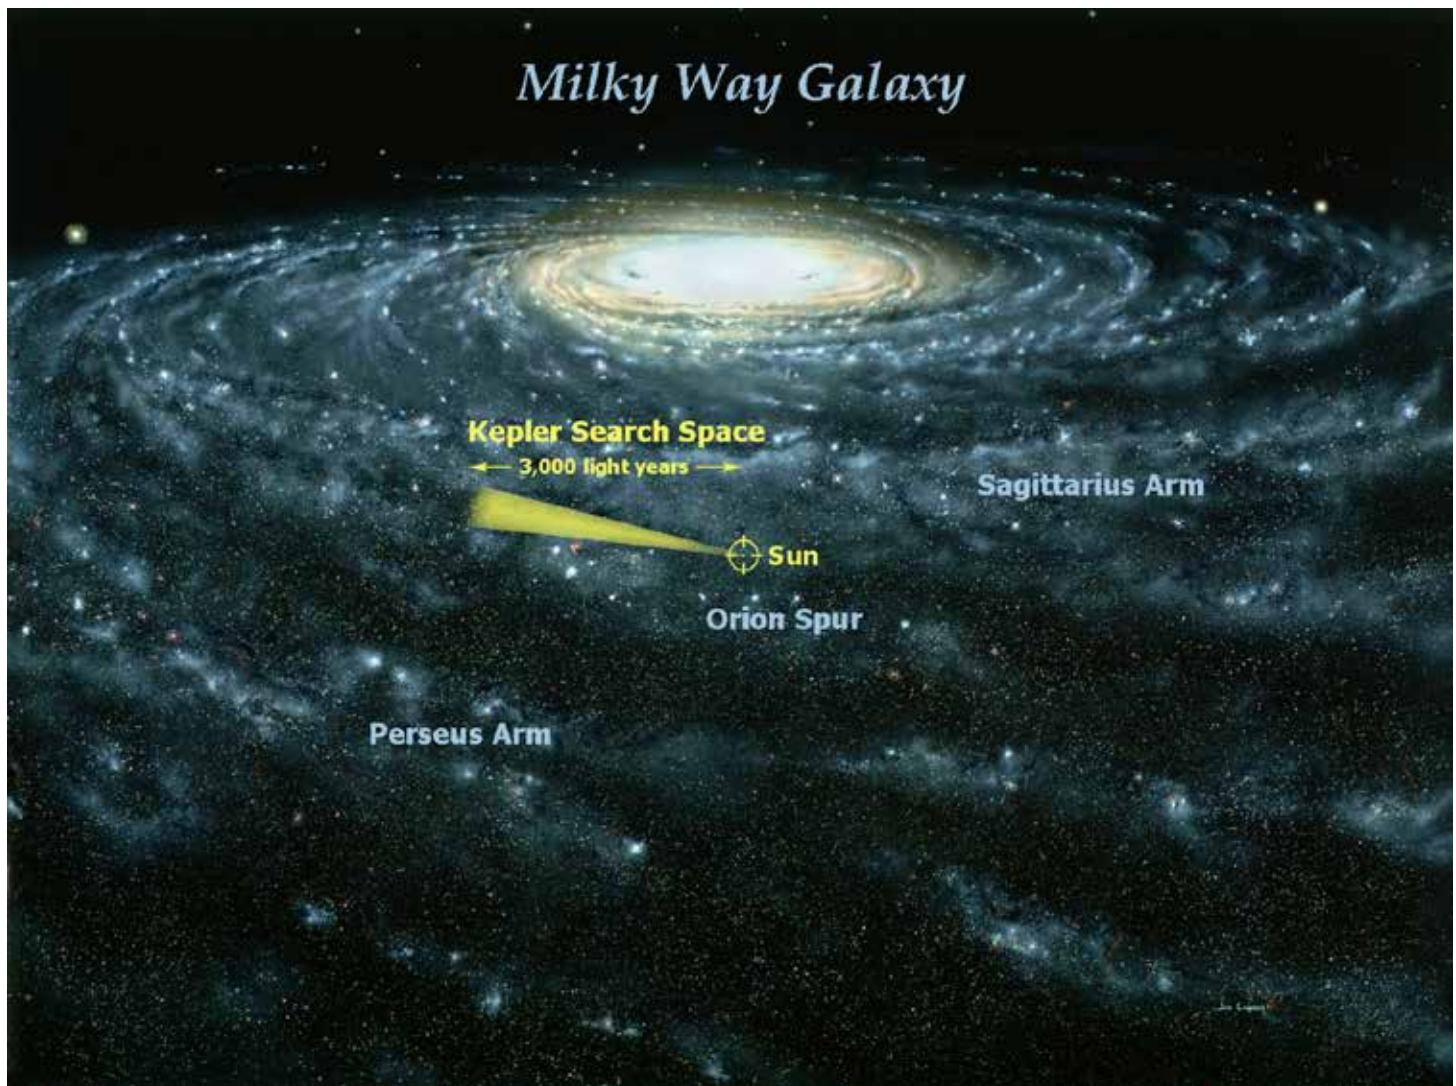 Milky Way Galaxy
Kepler Search Space
3,000 light years
Sagittarius Arm
Sun
Orion Spur
Perseus Arm